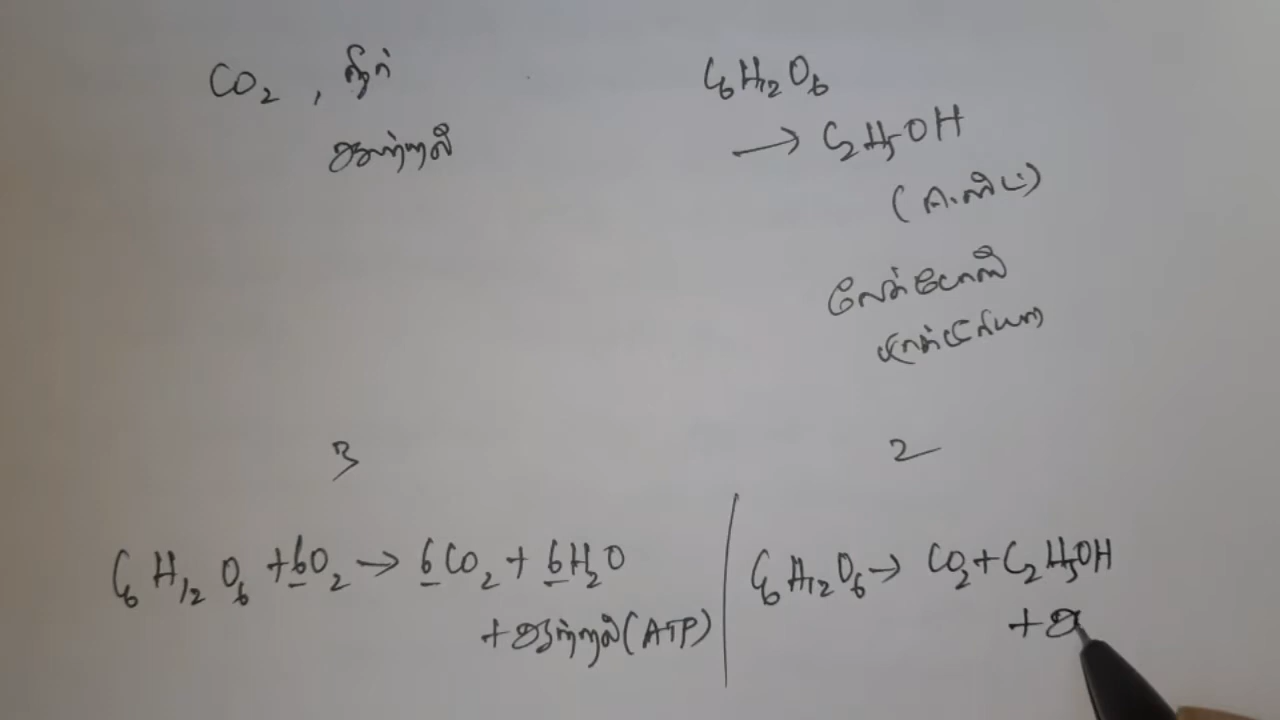 CO₂, நீர்
ஆற்றல்
C₆H₁₂O₆
→ C₂H₅OH
3
2
C₆H₁₂O₆ + 6O₂ → 6CO₂ + 6H₂O
+ ஆற்றல் (ATP)
C₆H₁₂O₆ → CO₂ + C₂H₅OH
+ ஆ